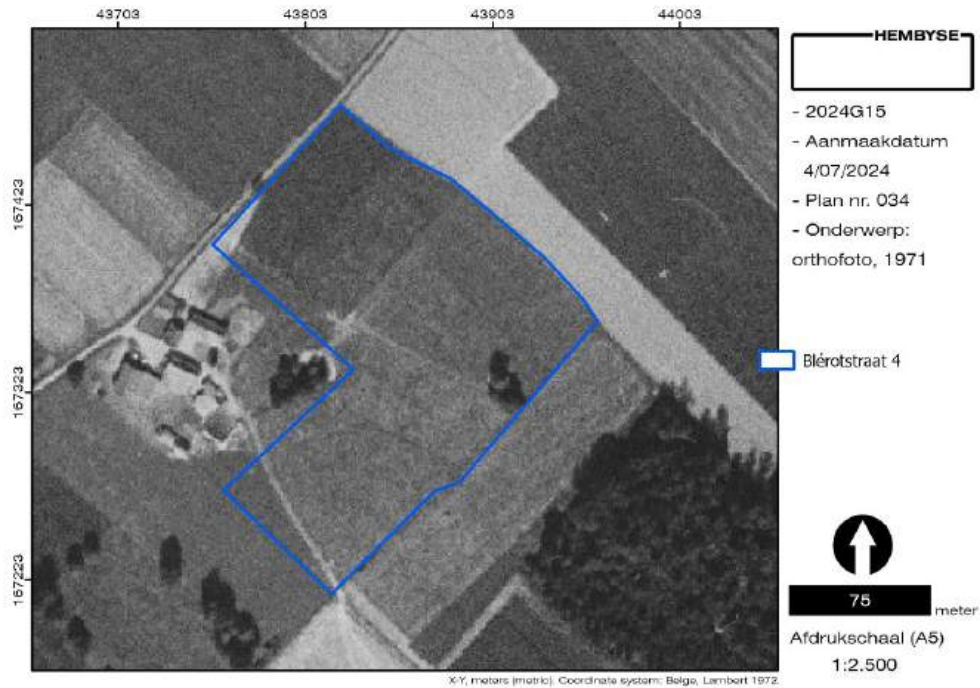 43703 43803 43903 44003
167423
167323
167223
HEMBYSE
- 2024G15
- Aanmaakdatum
4/07/2024
- Plan nr. 034
- Onderwerp:
orthofoto, 1971
Blérotstraat 4
75 meter
Afdrukschaal (A5)
1:2.500
X-Y, meters (metric). Coordinate system: Belge, Lambert 1972.